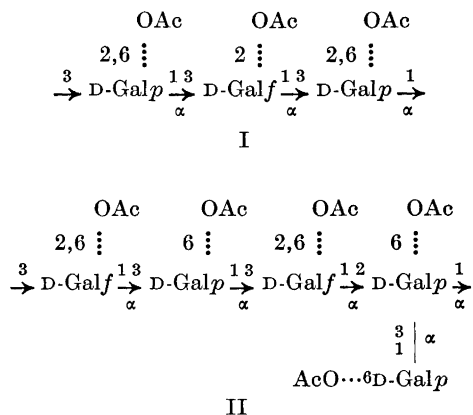 OAc OAc OAc
2,6 2 2,6
3 D-Galp 1 3 D-Galf 1 3 D-Galp 1
α α α
I
OAc OAc OAc OAc
2,6 6 2,6 6
3 D-Galf 1 3 D-Galp 1 3 D-Galf 1 2 D-Galp 1
α α α α
3
1 α
AcO···6D-Galp
II